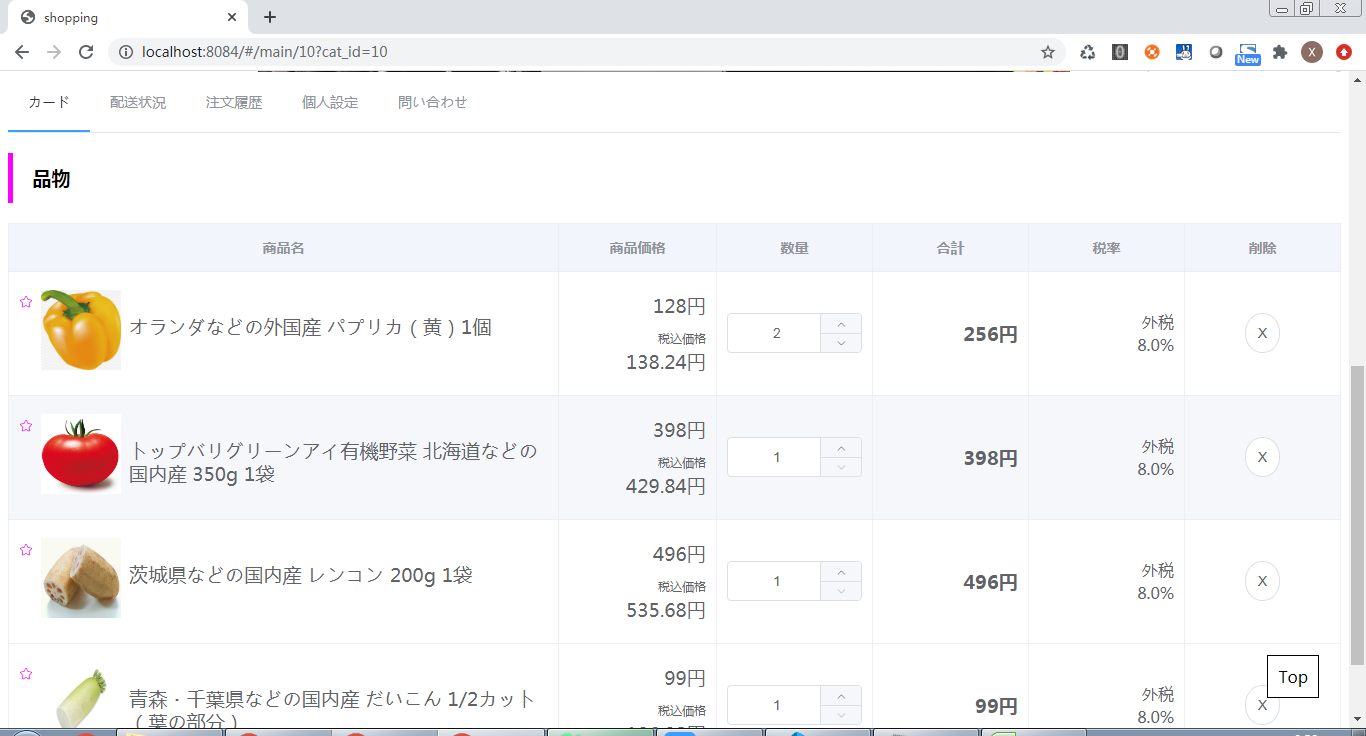 shopping
localhost:8084/#/main/10?cat_id=10
New
X
カード 配送状況 注文履歴 個人設定 問い合わせ
品物
商品名 商品価格 数量 合計 税率 削除
オランダなどの外国産 パプリカ ( 黄 ) 1個
128円
税込価格
138.24円
2
256円
外税
8.0%
X
トップバリグリーンアイ有機野菜 北海道などの
国内産 350g 1袋
398円
税込価格
429.84円
1
398円
外税
8.0%
X
茨城県などの国内産 レンコン 200g 1袋
496円
税込価格
535.68円
1
496円
外税
8.0%
X
青森・千葉県などの国内産 だいこん 1/2カット
( 葉の部分 )
99円
税込価格
1
99円
外税
8.0%
X
Top